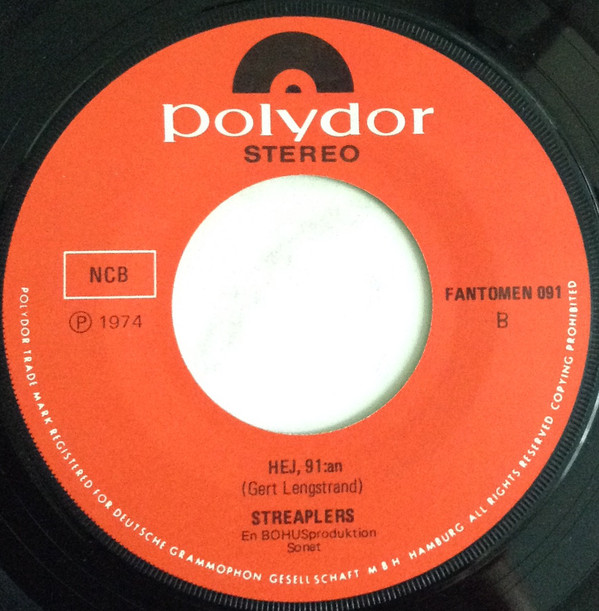 polydor
STEREO
NCB
℗ 1974
FANTOMEN 091
B
HEJ, 91:an
(Gert Lengstrand)
STREAPLERS
En BOHUSproduktion
Sonet
POLYDOR TRADE MARK REGISTERED FOR DEUTSCHE GRAMMOPHON GESELLSCHAFT MBH HAMBURG ALL RIGHTS RESERVED COPYING PROHIBITED